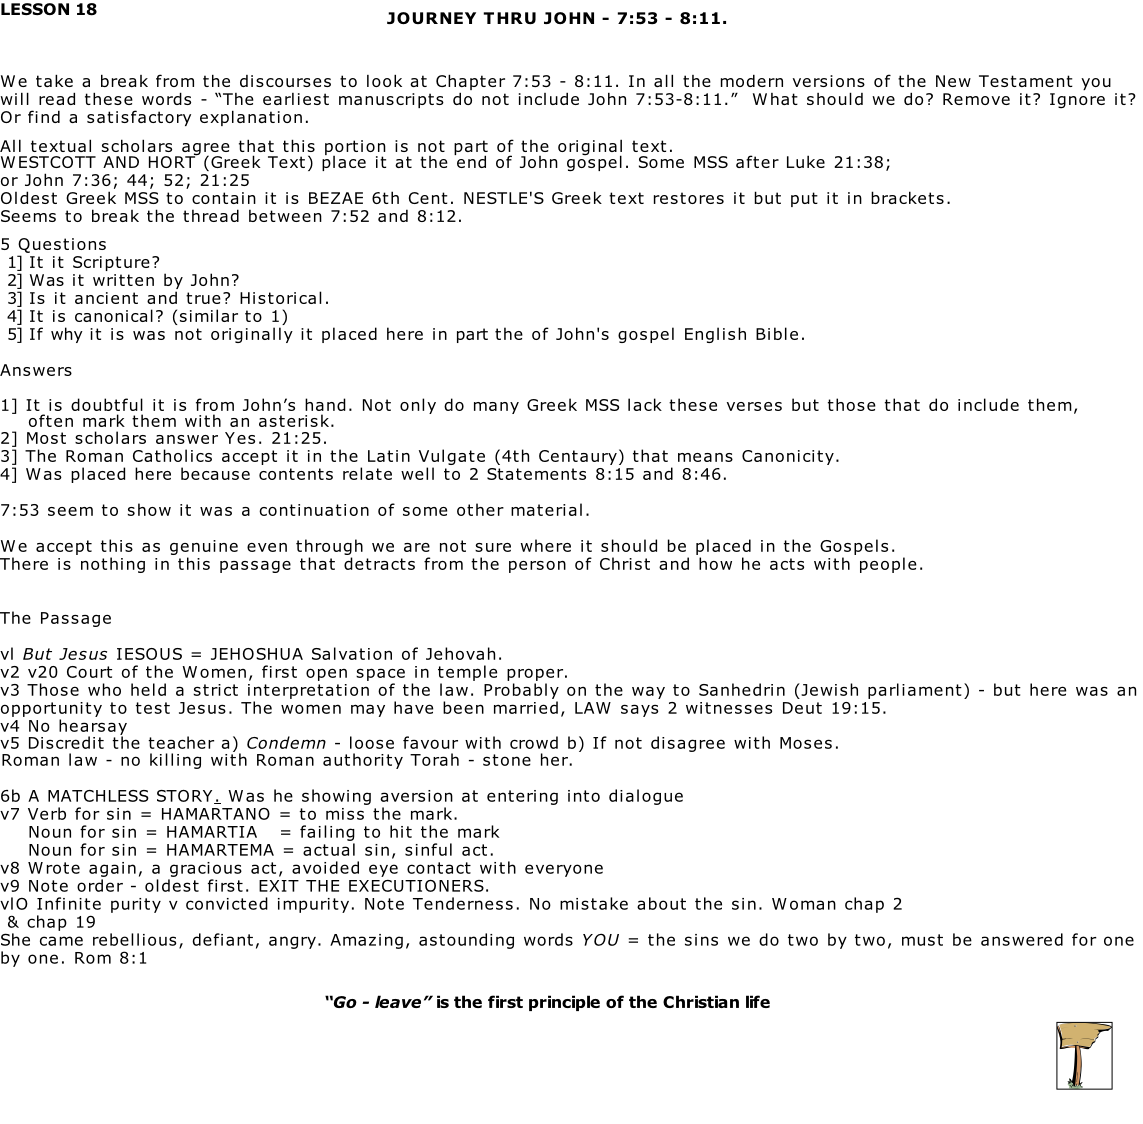 LESSON 18
JOURNEY THRU JOHN - 7:53 - 8:11.
We take a break from the discourses to look at Chapter 7:53 - 8:11. In all the modern versions of the New Testament you
will read these words - “The earliest manuscripts do not include John 7:53-8:11.” What should we do? Remove it? Ignore it?
Or find a satisfactory explanation.
All textual scholars agree that this portion is not part of the original text.
WESTCOTT AND HORT (Greek Text) place it at the end of John gospel. Some MSS after Luke 21:38;
or John 7:36; 44; 52; 21:25
Oldest Greek MSS to contain it is BEZAE 6th Cent. NESTLE'S Greek text restores it but put it in brackets.
Seems to break the thread between 7:52 and 8:12.
5 Questions
1] It it Scripture?
2] Was it written by John?
3] Is it ancient and true? Historical.
4] It is canonical? (similar to 1)
5] If why it is was not originally it placed here in part the of John's gospel English Bible.
Answers
1] It is doubtful it is from John’s hand. Not only do many Greek MSS lack these verses but those that do include them,
often mark them with an asterisk.
2] Most scholars answer Yes. 21:25.
3] The Roman Catholics accept it in the Latin Vulgate (4th Centaury) that means Canonicity.
4] Was placed here because contents relate well to 2 Statements 8:15 and 8:46.
7:53 seem to show it was a continuation of some other material.
We accept this as genuine even through we are not sure where it should be placed in the Gospels.
There is nothing in this passage that detracts from the person of Christ and how he acts with people.
The Passage
vl But Jesus IESOUS = JEHOSHUA Salvation of Jehovah.
v2 v20 Court of the Women, first open space in temple proper.
v3 Those who held a strict interpretation of the law. Probably on the way to Sanhedrin (Jewish parliament) - but here was an
opportunity to test Jesus. The women may have been married, LAW says 2 witnesses Deut 19:15.
v4 No hearsay
v5 Discredit the teacher a) Condemn - loose favour with crowd b) If not disagree with Moses.
Roman law - no killing with Roman authority Torah - stone her.
6b A MATCHLESS STORY. Was he showing aversion at entering into dialogue
v7 Verb for sin = HAMARTANO = to miss the mark.
Noun for sin = HAMARTIA = failing to hit the mark
Noun for sin = HAMARTEMA = actual sin, sinful act.
v8 Wrote again, a gracious act, avoided eye contact with everyone
v9 Note order - oldest first. EXIT THE EXECUTIONERS.
vlO Infinite purity v convicted impurity. Note Tenderness. No mistake about the sin. Woman chap 2
& chap 19
She came rebellious, defiant, angry. Amazing, astounding words YOU = the sins we do two by two, must be answered for one
by one. Rom 8:1
“Go - leave” is the first principle of the Christian life